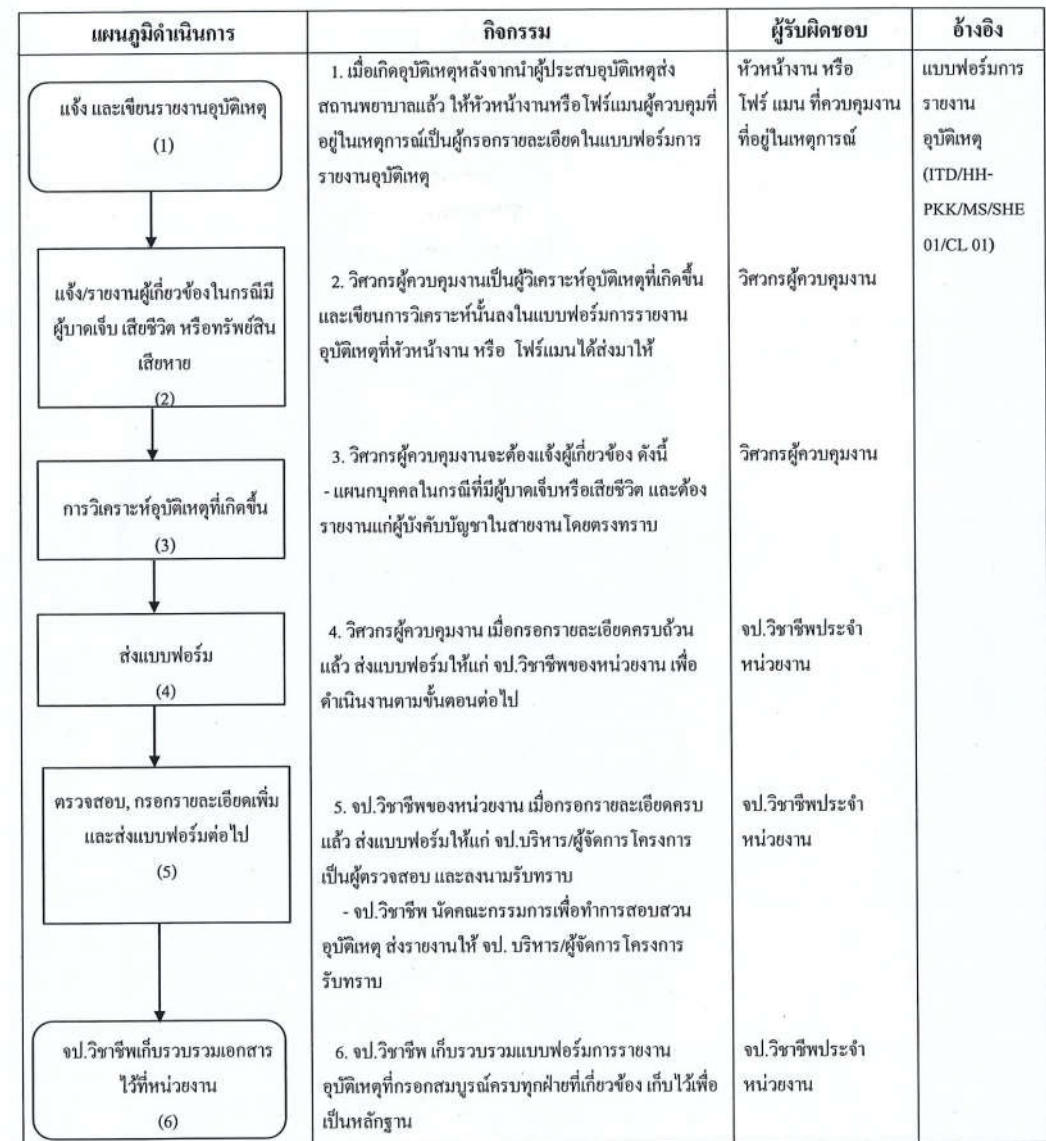 แผนภูมิดำเนินการ
กิจกรรม
ผู้รับผิดชอบ
อ้างอิง
แจ้ง และเขียนรายงานอุบัติเหตุ
(1)
1. เมื่อเกิดอุบัติเหตุหลังจากนำผู้ประสบอุบัติเหตุส่ง
สถานพยาบาลแล้ว ให้หัวหน้างานหรือโฟร์แมนผู้ควบคุมที่
อยู่ในเหตุการณ์เป็นผู้กรอกรายละเอียดในแบบฟอร์มการ
รายงานอุบัติเหตุ
หัวหน้างาน หรือ
โฟร์ แมน ที่ควบคุมงาน
ที่อยู่ในเหตุการณ์
แบบฟอร์มการ
รายงาน
อุบัติเหตุ
(ITD/HH-
PKK/MS/SHE
01/CL 01)
แจ้ง/รายงานผู้เกี่ยวข้องในกรณีมี
ผู้บาดเจ็บ เสียชีวิต หรือทรัพย์สิน
เสียหาย
(2)
2. วิศวกรผู้ควบคุมงานเป็นผู้วิเคราะห์อุบัติเหตุที่เกิดขึ้น
และเขียนการวิเคราะห์นั้นลงในแบบฟอร์มการรายงาน
อุบัติเหตุที่หัวหน้างาน หรือ โฟร์แมนได้ส่งมาให้
วิศวกรผู้ควบคุมงาน
การวิเคราะห์อุบัติเหตุที่เกิดขึ้น
(3)
3. วิศวกรผู้ควบคุมงานจะต้องแจ้งผู้เกี่ยวข้อง ดังนี้
- แผนกบุคคลในกรณีที่มีผู้บาดเจ็บหรือเสียชีวิต และต้อง
รายงานแก่ผู้บังคับบัญชาในสายงานโดยตรงทราบ
วิศวกรผู้ควบคุมงาน
ส่งแบบฟอร์ม
(4)
4. วิศวกรผู้ควบคุมงาน เมื่อกรอกรายละเอียดครบถ้วน
แล้ว ส่งแบบฟอร์มให้แก่ จป.วิชาชีพของหน่วยงาน เพื่อ
ดำเนินงานตามขั้นตอนต่อไป
จป.วิชาชีพประจำ
หน่วยงาน
ตรวจสอบ, กรอกรายละเอียดเพิ่ม
และส่งแบบฟอร์มต่อไป
(5)
5. จป.วิชาชีพของหน่วยงาน เมื่อกรอกรายละเอียดครบ
แล้ว ส่งแบบฟอร์มให้แก่ จป.บริหาร/ผู้จัดการโครงการ
เป็นผู้ตรวจสอบ และลงนามรับทราบ
- จป.วิชาชีพ นัดคณะกรรมการเพื่อทำการสอบสวน
อุบัติเหตุ ส่งรายงานให้ จป. บริหาร/ผู้จัดการโครงการ
รับทราบ
จป.วิชาชีพประจำ
หน่วยงาน
จป.วิชาชีพเก็บรวบรวมเอกสาร
ไว้ที่หน่วยงาน
(6)
6. จป.วิชาชีพ เก็บรวบรวมแบบฟอร์มการรายงาน
อุบัติเหตุที่กรอกสมบูรณ์ครบทุกฝ่ายที่เกี่ยวข้อง เก็บไว้เพื่อ
เป็นหลักฐาน
จป.วิชาชีพประจำ
หน่วยงาน